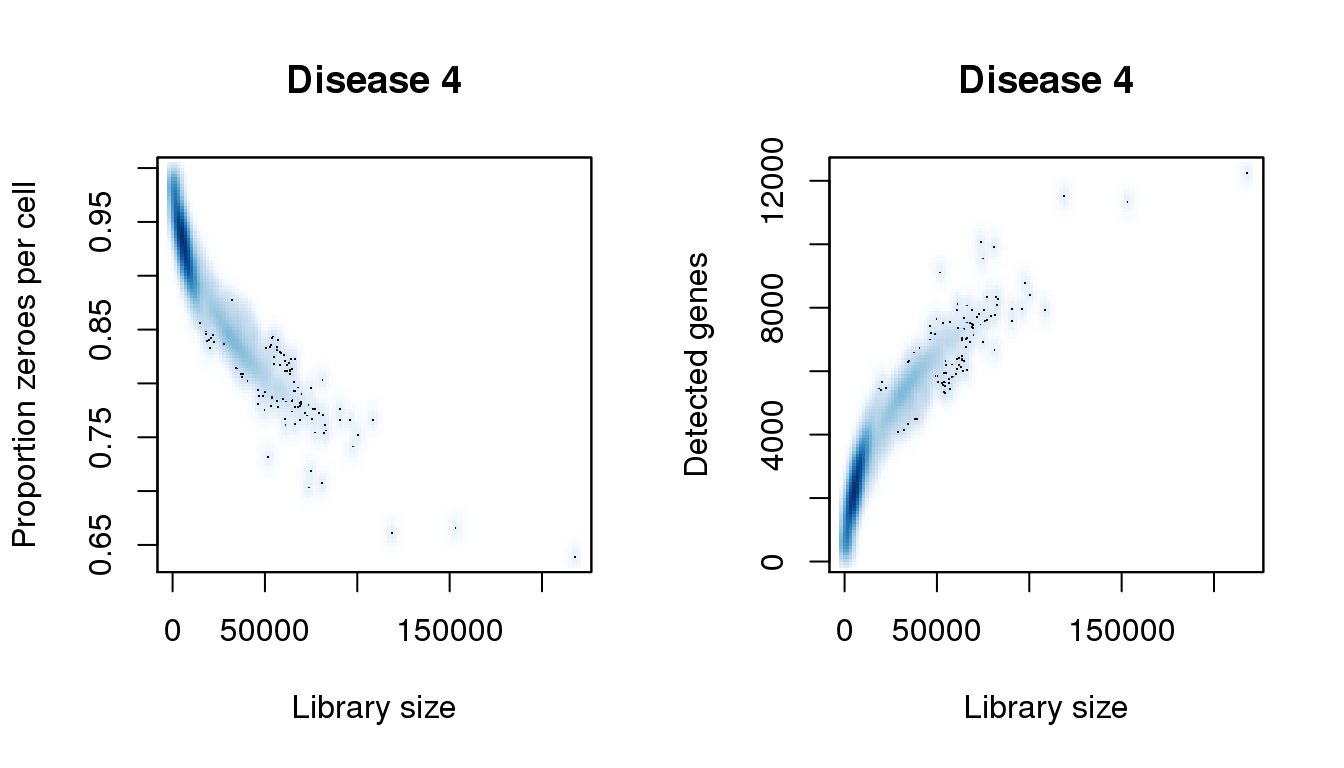 Disease 4
Proportion zeroes per cell
0.95
0.85
0.75
0.65
0 50000 150000
Library size
Disease 4
Detected genes
12000
8000
4000
0
0 50000 150000
Library size